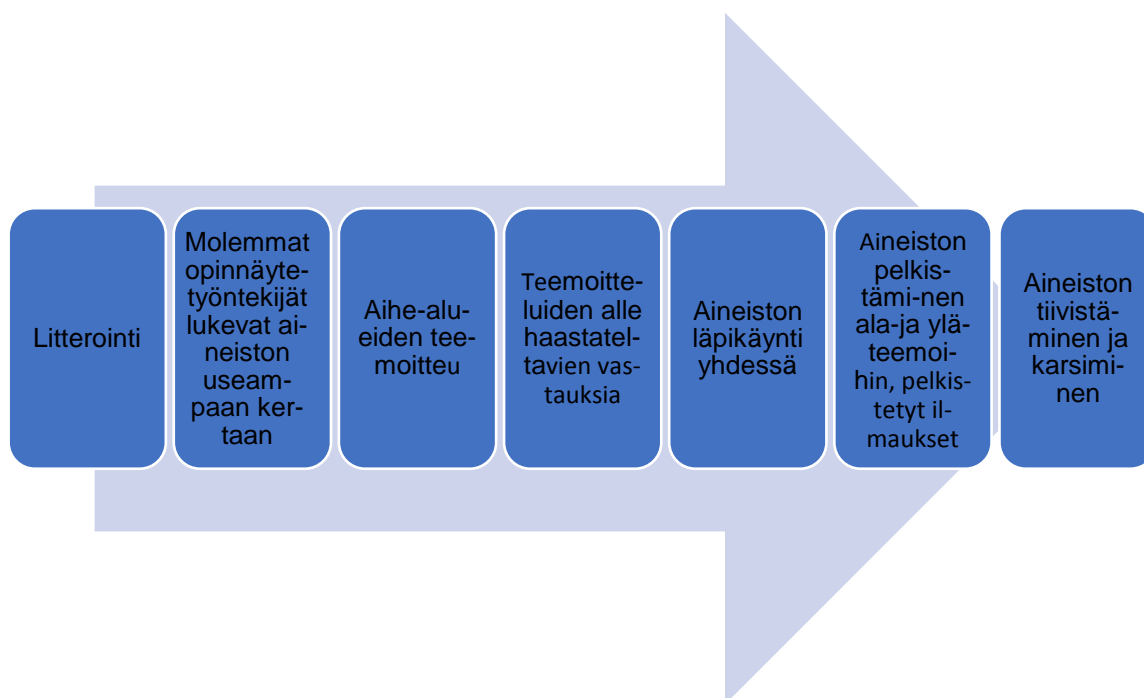 Litterointi
Molemmat
opinnäyte-
työntekijät
lukevat ai-
neiston
useam-
paan ker-
taan
Aihe-alu-
eiden tee-
moitteu
Teemoitte-
luiden alle
haastatel-
tavien vas-
tauksia
Aineiston
läpikäynti
yhdessä
Aineiston
pelkis-
tämi-nen
ala-ja ylä-
teemoi-
hin, pelkis-
tetyt il-
maukset
Aineiston
tiivistä-
minen ja
karsimi-
nen